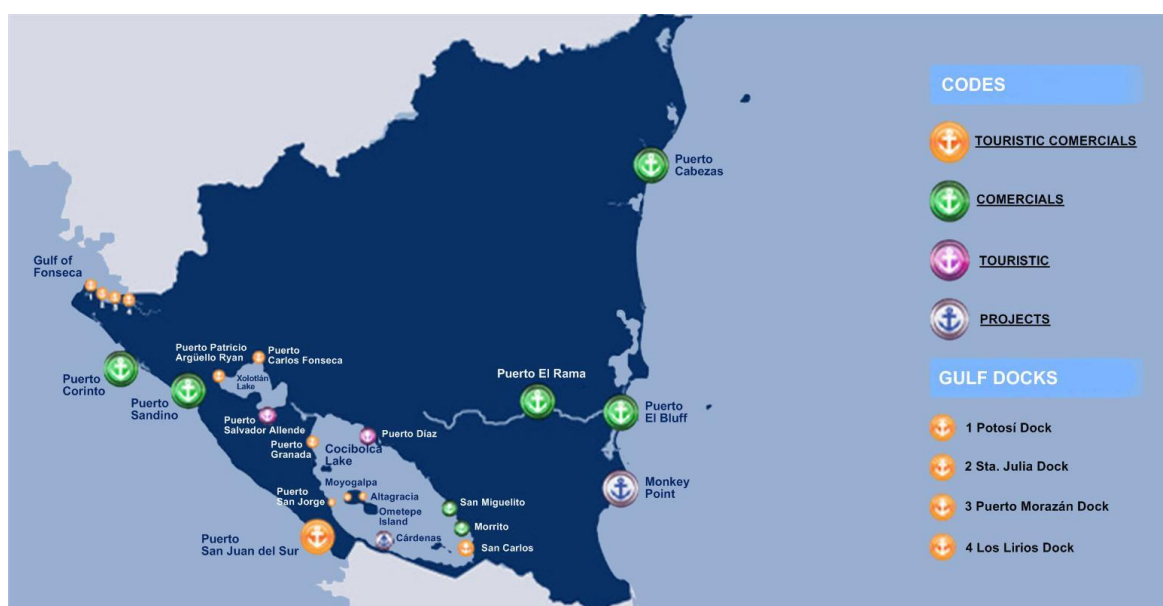 CODES
TOURISTIC COMERCIALS
COMERCIALS
TOURISTIC
PROJECTS
GULF DOCKS
1 Potosí Dock
2 Sta. Julia Dock
3 Puerto Morazán Dock
4 Los Lirios Dock
Puerto
Cabezas
Gulf of
Fonseca
1
2
3
4
Puerto Patricio
Argüello Ryan
Puerto
Carlos Fonseca
Xolotlán
Lake
Puerto
Corinto
Puerto
Sandino
Puerto El Rama
Puerto
El Bluff
Puerto
Salvador Allende
Puerto Díaz
Puerto
Granada
Cocibolca
Lake
Monkey
Point
Moyogalpa
Altagracia
Puerto
San Jorge
Ometepe
Island
San Miguelito
Morrito
Cárdenas
San Carlos
Puerto
San Juan del Sur